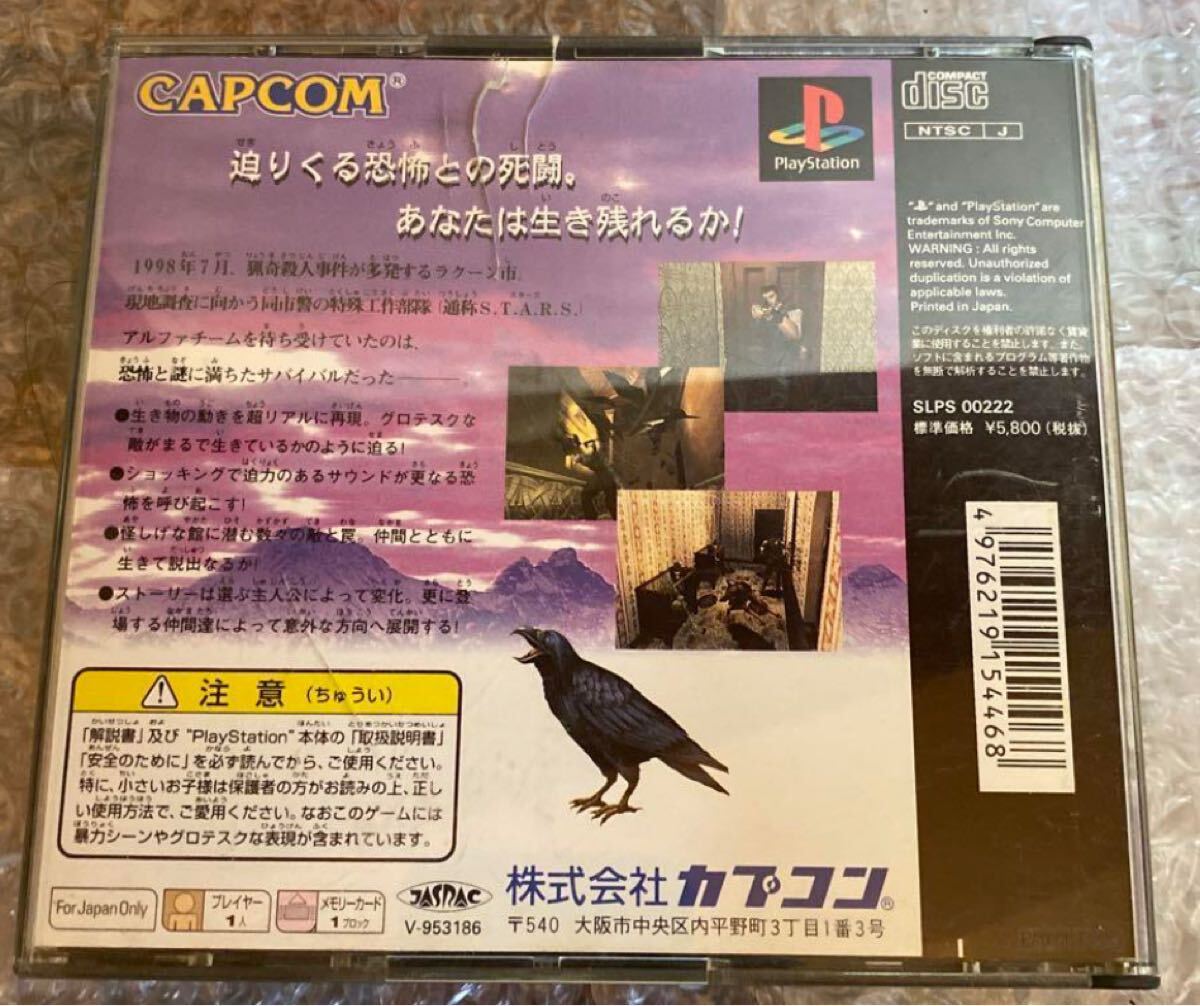 CAPCOM®
迫りくる恐怖との死闘。
あなたは生き残れるか!
1998年7月、猟奇殺人事件が多発するラクーン市。
現地調査に向かう同市警の特殊工作部隊(通称S.T.A.R.S.)
アルファチームを待ち受けていたのは、
恐怖と謎に満ちたサバイバルだった———。
●生き物の動きを超リアルに再現。グロテスクな
敵がまるで生きているかのように迫る!
●ショッキングで迫力のあるサウンドが更なる恐
怖を呼び起こす!
●怪しげな館に潜む数々の敵と罠。仲間とともに
生きて脱出なるか!
●ストーリーは選ぶ主人公によって変化。更に登
場する仲間達によって意外な方向へ展開する!
注意(ちゅうい)
「解説書」及び"PlayStation"本体の「取扱説明書」
「安全のために」を必ず読んでから、ご使用ください。
特に、小さいお子様は保護者の方がお読みの上、正し
い使用方法で、ご愛用ください。なおこのゲームには
暴力シーンやグロテスクな表現が含まれています。
For Japan Only
プレイヤー
1人
メモリーカード
1ブロック
JASRAC
V-953186
株式会社カプコン®
〒540 大阪市中央区内平野町3丁目1番3号
PlayStation
COMPACT
disc
NTSC J
"PS" and "PlayStation" are
trademarks of Sony Computer
Entertainment Inc.
WARNING : All rights
reserved. Unauthorized
duplication is a violation of
applicable laws.
Printed in Japan.
このディスクを権利者の許諾なく賃貸
業に使用することを禁止します。また、
ソフトに含まれるプログラム等著作物
を無断で解析することを禁止します。
SLPS 00222
標準価格 ¥5,800(税抜)
4976219154468